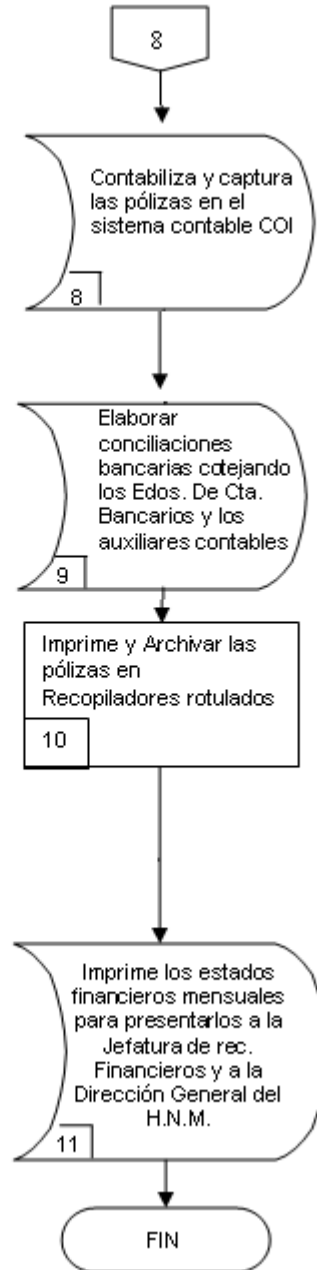 8
Contabiliza y captura
las pólizas en el
sistema contable COI
8
Elaborar
conciliaciones
bancarias cotejando
los Edos. De Cta.
Bancarios y los
auxiliares contables
9
Imprime y Archivar las
pólizas en
Recopiladores rotulados
10
Imprime los estados
financieros mensuales
para presentarlos a la
Jefatura de rec.
Financieros y a la
Dirección General del
H.N.M.
11
FIN